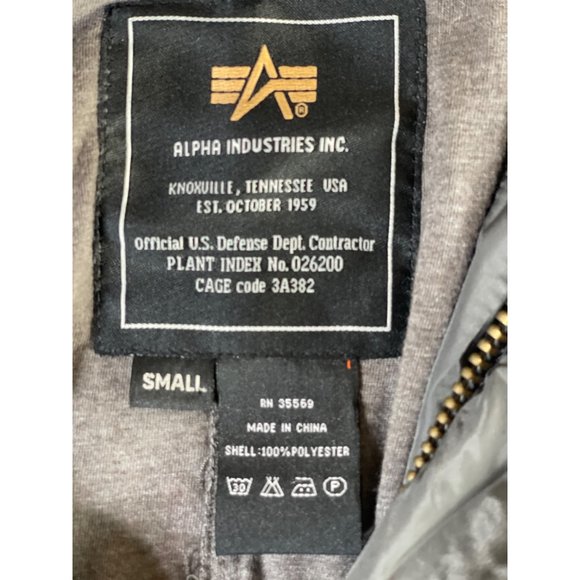 ®
ALPHA INDUSTRIES INC.
KNOXVILLE, TENNESSEE USA
EST. OCTOBER 1959
Official U.S. Defense Dept. Contractor
PLANT INDEX No. 026200
CAGE code 3A382
SMALL
RN 35569
MADE IN CHINA
SHELL:100%POLYESTER
30 P